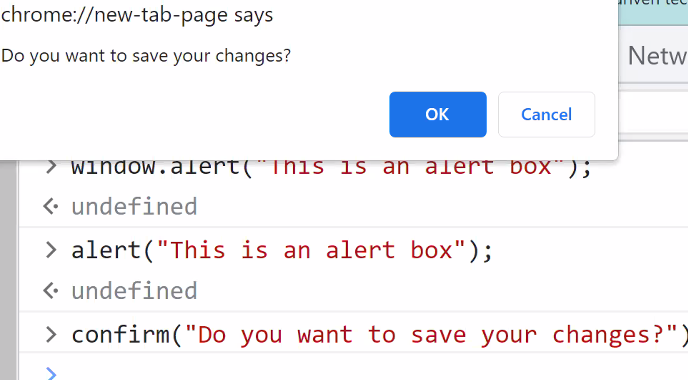 chrome://new-tab-page says
Do you want to save your changes?
OK Cancel
window.alert("This is an alert box");
undefined
alert("This is an alert box");
undefined
confirm("Do you want to save your changes?")